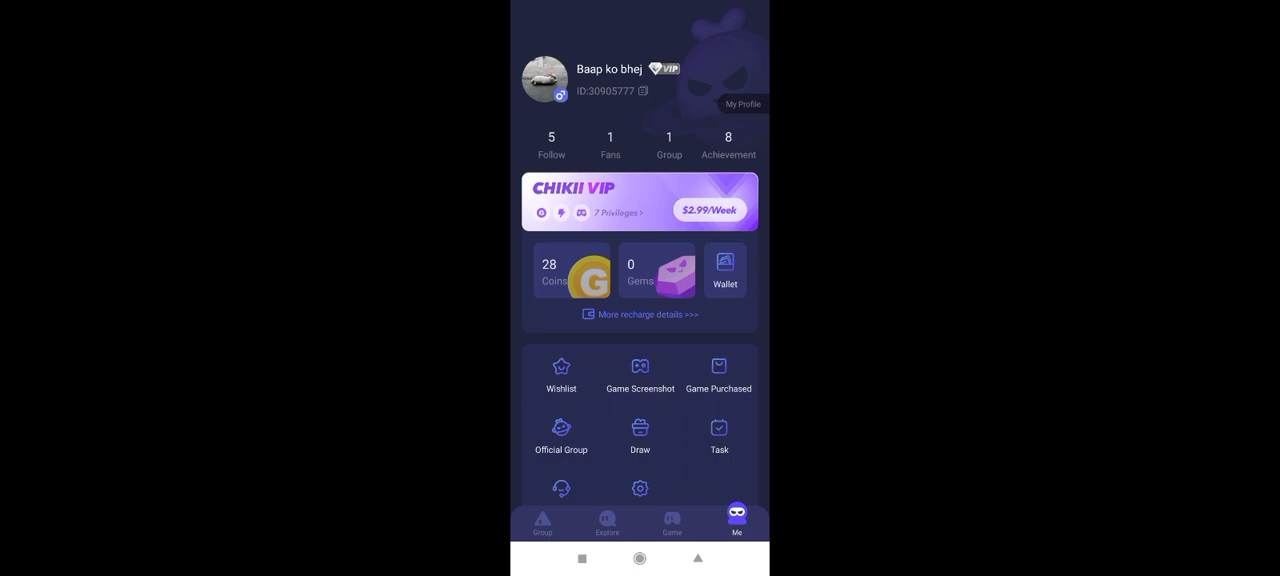 Baap ko bhej VIP
ID:30905777
My Profile
5 1 1 8
Follow Fans Group Achievement
CHIKII VIP
7 Privileges >
$2.99/Week
28
Coins
G
0
Gems
Wallet
More recharge details >>>
Wishlist Game Screenshot Game Purchased
Official Group Draw Task
Group Explore Game Me